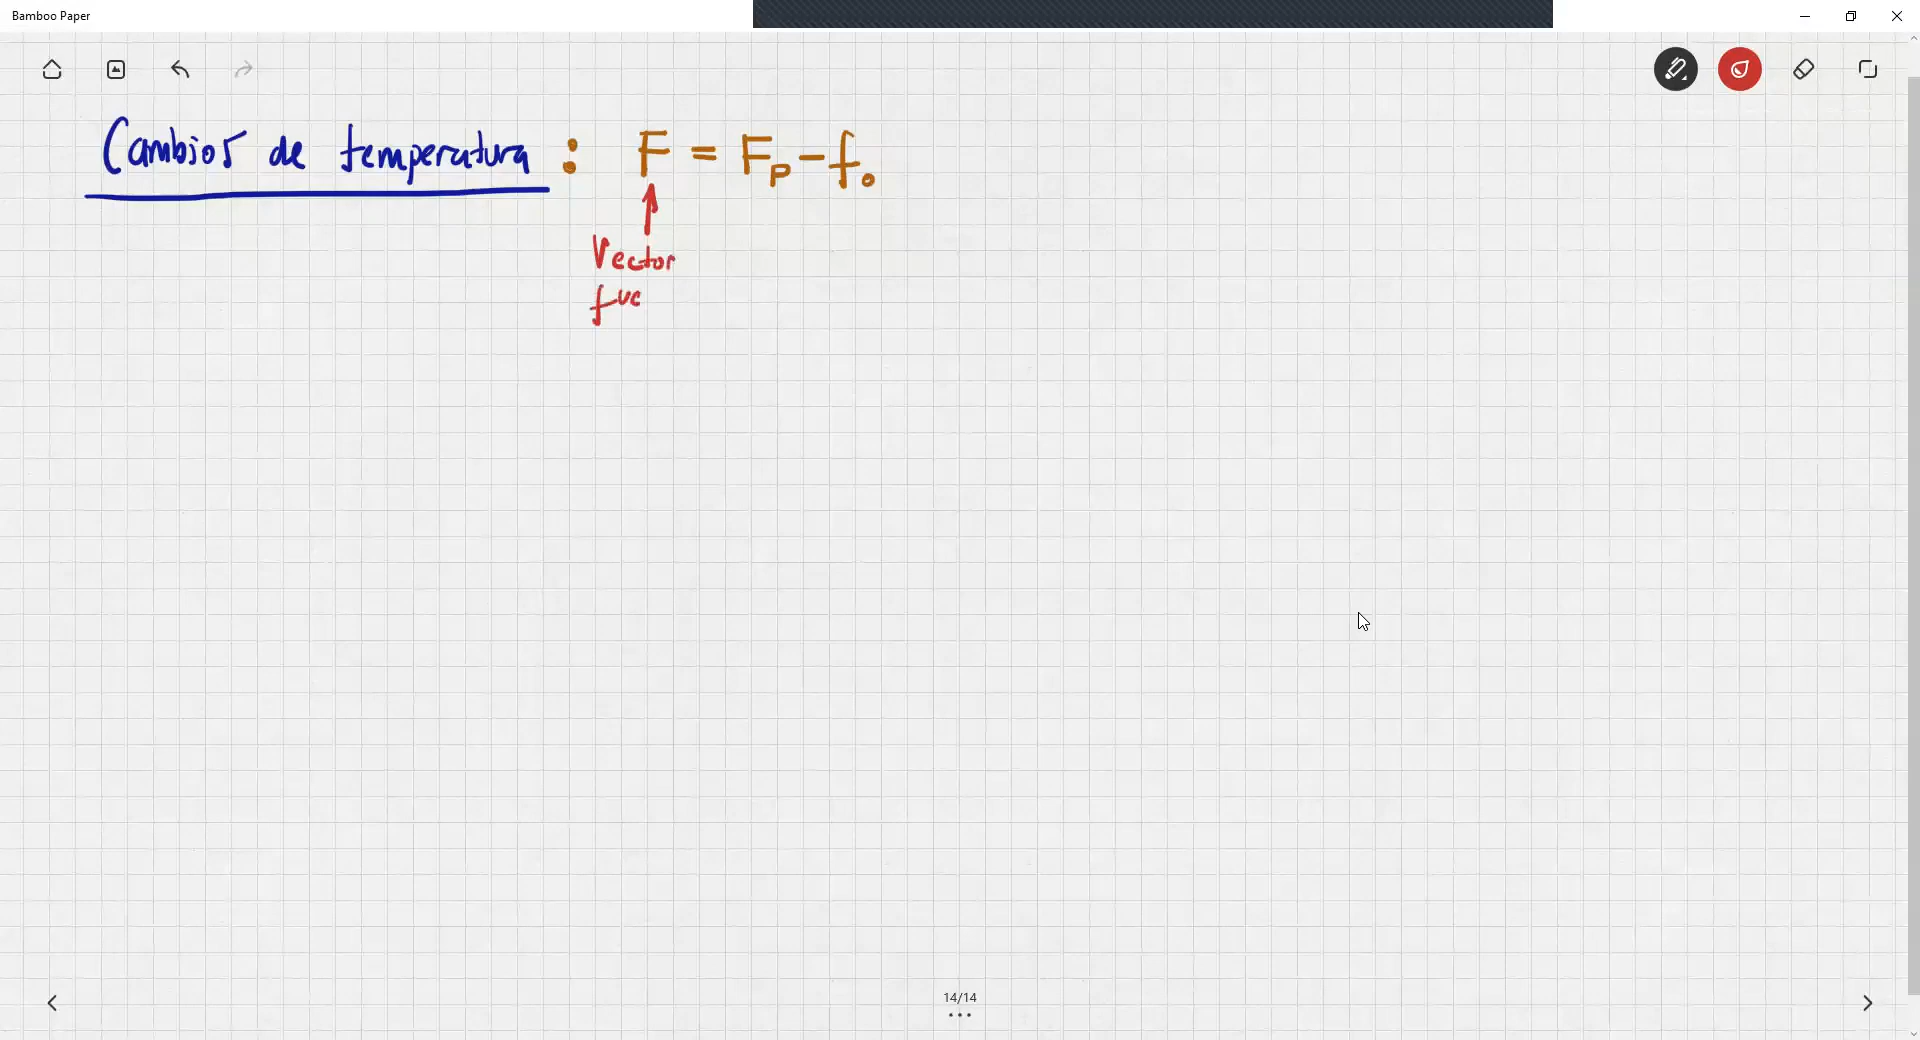 Bamboo Paper
Cambios de temperatura : F = Fp - fo
Vector
fue
14/14